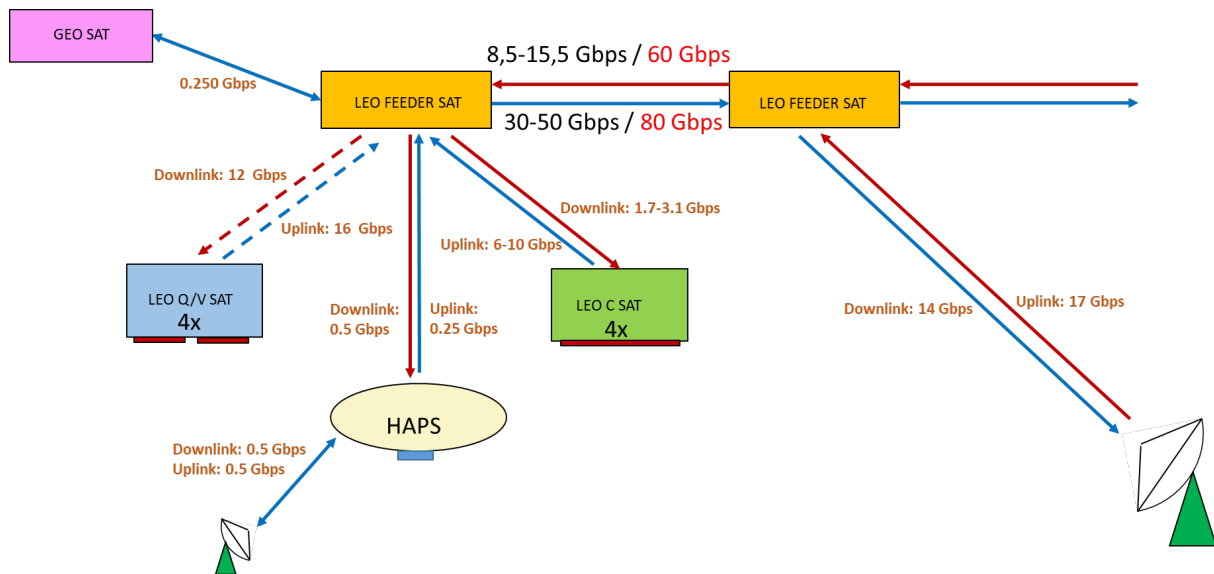 GEO SAT
0.250 Gbps
8,5-15,5 Gbps / 60 Gbps
LEO FEEDER SAT
LEO FEEDER SAT
30-50 Gbps / 80 Gbps
Downlink: 12  Gbps
Uplink: 16  Gbps
Downlink: 1.7-3.1 Gbps
Uplink: 6-10 Gbps
LEO Q/V SAT
4x
Downlink:
0.5 Gbps
Uplink:
0.25 Gbps
LEO C SAT
4x
Downlink: 14 Gbps
Uplink: 17 Gbps
HAPS
Downlink: 0.5 Gbps
Uplink: 0.5 Gbps